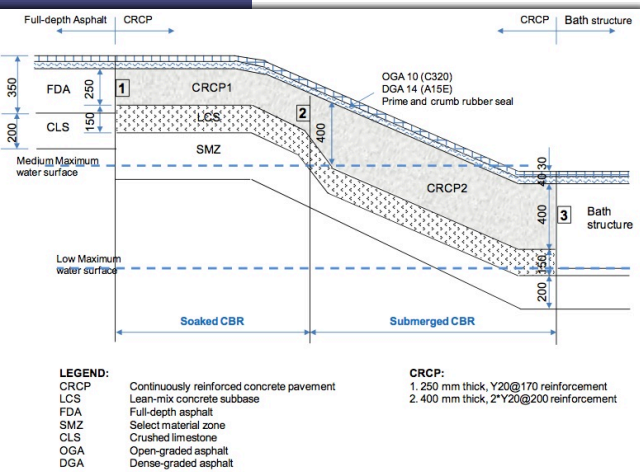 Full-depth Asphalt CRCP
CRCP Bath structure
OGA 10 (C320)
DGA 14 (A15E)
Prime and crumb rubber seal
350
FDA
250
1
CRCP1
200
CLS
150
LCS
2
400
SMZ
Medium Maximum
water surface
CRCP2
40 30
400
3
Bath
structure
150
200
Low Maximum
water surface
Soaked CBR
Submerged CBR
LEGEND:
CRCP Continuously reinforced concrete pavement
LCS Lean-mix concrete subbase
FDA Full-depth asphalt
SMZ Select material zone
CLS Crushed limestone
OGA Open-graded asphalt
DGA Dense-graded asphalt
CRCP:
1. 250 mm thick, Y20@170 reinforcement
2. 400 mm thick, 2*Y20@200 reinforcement